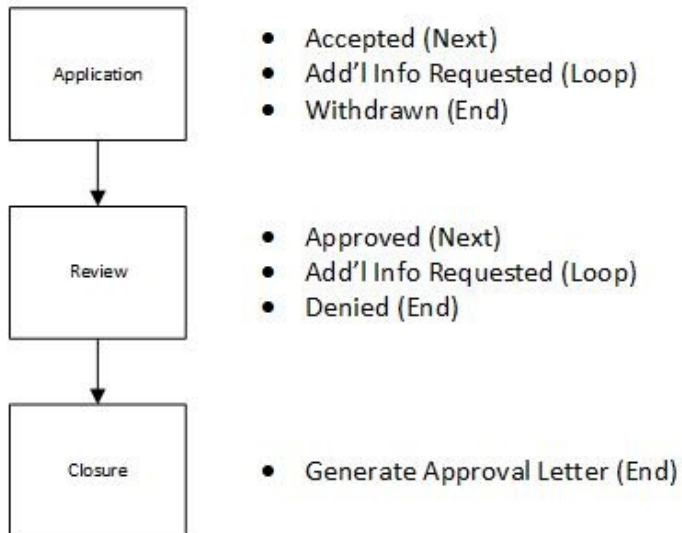 Application
• Accepted (Next)
• Add'l Info Requested (Loop)
• Withdrawn (End)
Review
• Approved (Next)
• Add'l Info Requested (Loop)
• Denied (End)
Closure
• Generate Approval Letter (End)